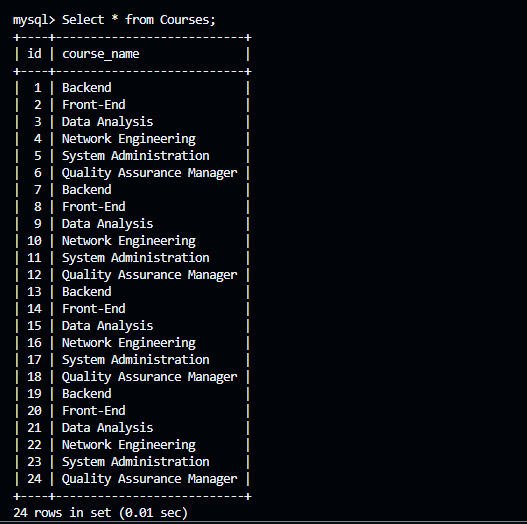 mysql> Select * from Courses;
+----+---------------------------+
| id | course_name               |
+----+---------------------------+
|  1 | Backend                   |
|  2 | Front-End                 |
|  3 | Data Analysis             |
|  4 | Network Engineering       |
|  5 | System Administration     |
|  6 | Quality Assurance Manager |
|  7 | Backend                   |
|  8 | Front-End                 |
|  9 | Data Analysis             |
| 10 | Network Engineering       |
| 11 | System Administration     |
| 12 | Quality Assurance Manager |
| 13 | Backend                   |
| 14 | Front-End                 |
| 15 | Data Analysis             |
| 16 | Network Engineering       |
| 17 | System Administration     |
| 18 | Quality Assurance Manager |
| 19 | Backend                   |
| 20 | Front-End                 |
| 21 | Data Analysis             |
| 22 | Network Engineering       |
| 23 | System Administration     |
| 24 | Quality Assurance Manager |
+----+---------------------------+
24 rows in set (0.01 sec)